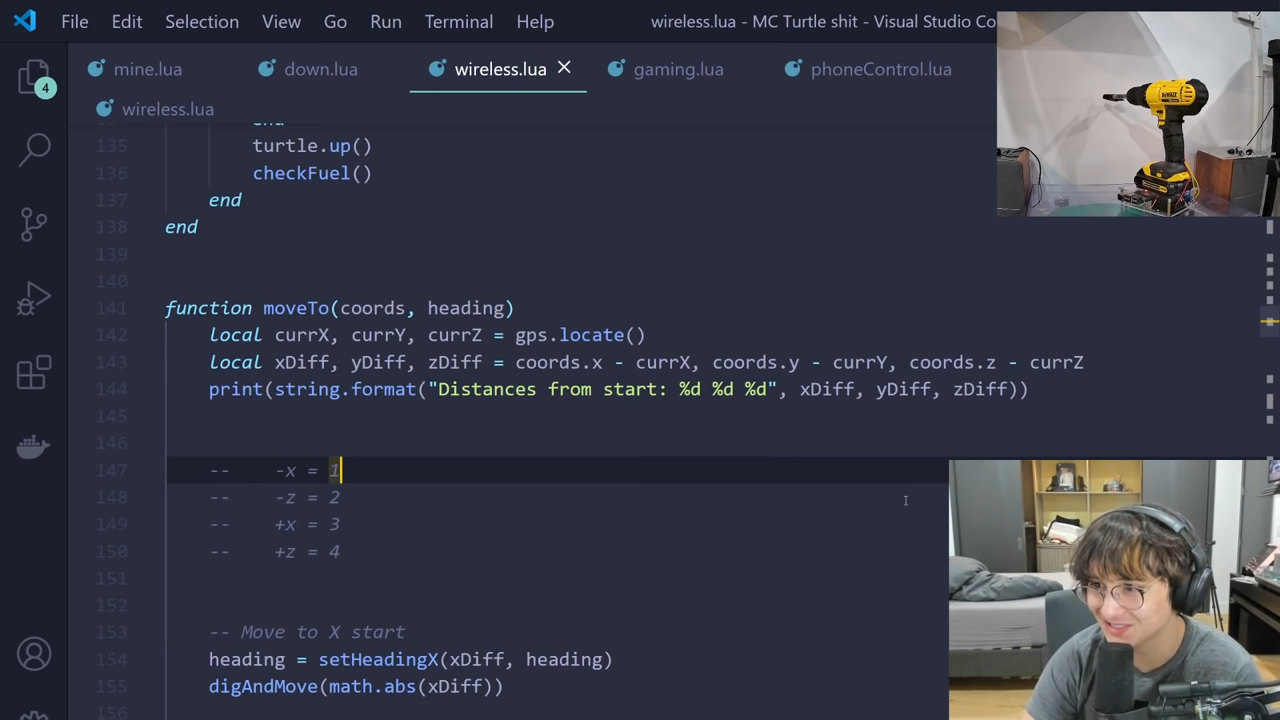 File Edit Selection View Go Run Terminal Help wireless.lua - MC Turtle shit - Visual Studio Co
mine.lua down.lua wireless.lua gaming.lua phoneControl.lua
4
wireless.lua
end
135 turtle.up()
136 checkFuel()
137 end
138 end
139
140
141 function moveTo(coords, heading)
142 local currX, currY, currZ = gps.locate()
143 local xDiff, yDiff, zDiff = coords.x - currX, coords.y - currY, coords.z - currZ
144 print(string.format("Distances from start: %d %d %d", xDiff, yDiff, zDiff))
145
146
147 -- -x = 1
148 -- -z = 2
149 -- +x = 3
150 -- +z = 4
151
152
153 -- Move to X start
154 heading = setHeadingX(xDiff, heading)
155 digAndMove(math.abs(xDiff))
156
DEWALT